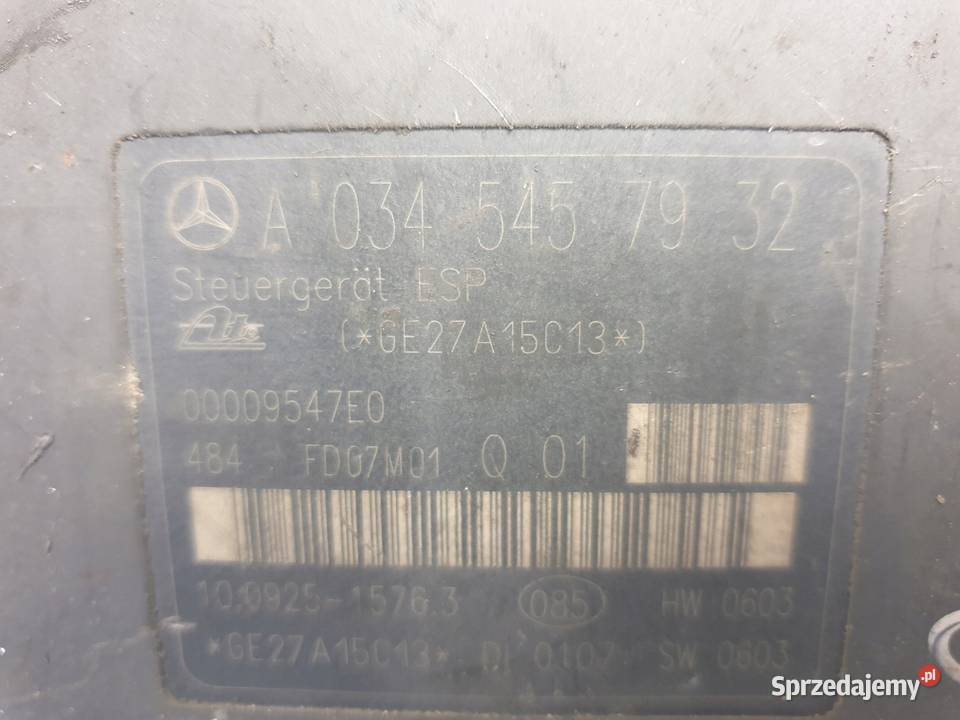 A 034 545 79 32
Steuergerät ESP
Ate (*GE27A15C13*)
00009547E0
484 FD07M01 Q 01
10.0925-1576.3 085 HW 0603
*GE27A15C13* DI 0107 SW 0603
Sprzedajemy.pl